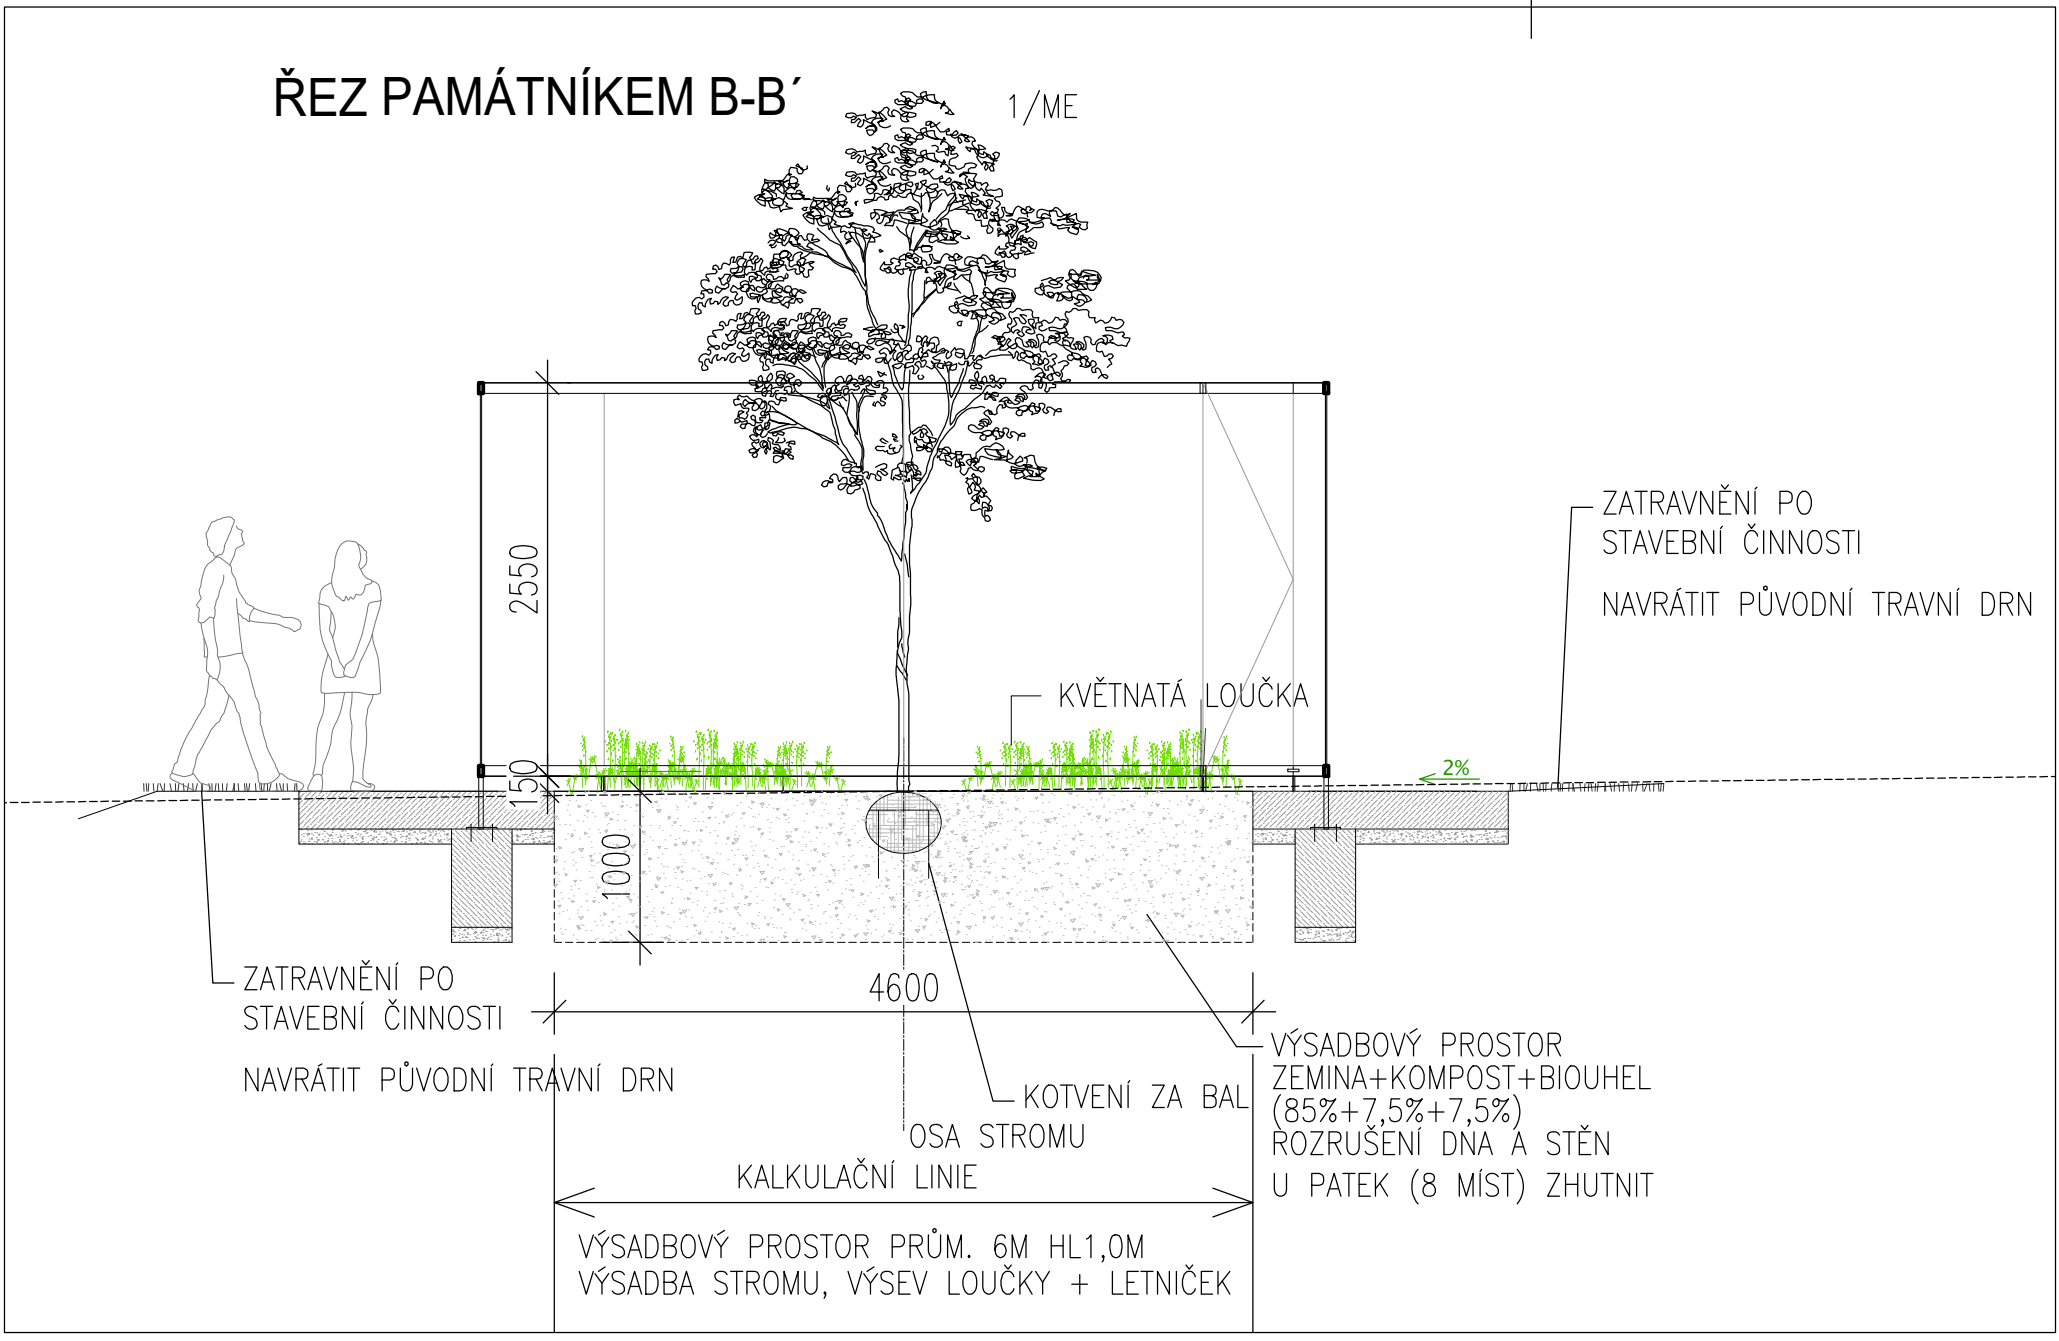 ŘEZ PAMÁTNÍKEM B-B´
1/ME
ZATRAVNĚNÍ PO
STAVEBNÍ ČINNOSTI
NAVRÁTIT PŮVODNÍ TRAVNÍ DRN
2550
KVĚTNATÁ LOUČKA
2%
150
1000
ZATRAVNĚNÍ PO
STAVEBNÍ ČINNOSTI
NAVRÁTIT PŮVODNÍ TRAVNÍ DRN
4600
VÝSADBOVÝ PROSTOR
ZEMINA+KOMPOST+BIOUHEL
(85%+7,5%+7,5%)
ROZRUŠENÍ DNA A STĚN
U PATEK (8 MÍST) ZHUTNIT
KOTVENÍ ZA BAL
OSA STROMU
KALKULAČNÍ LINIE
VÝSADBOVÝ PROSTOR PRŮM. 6M HL1,0M
VÝSADBA STROMU, VÝSEV LOUČKY + LETNIČEK